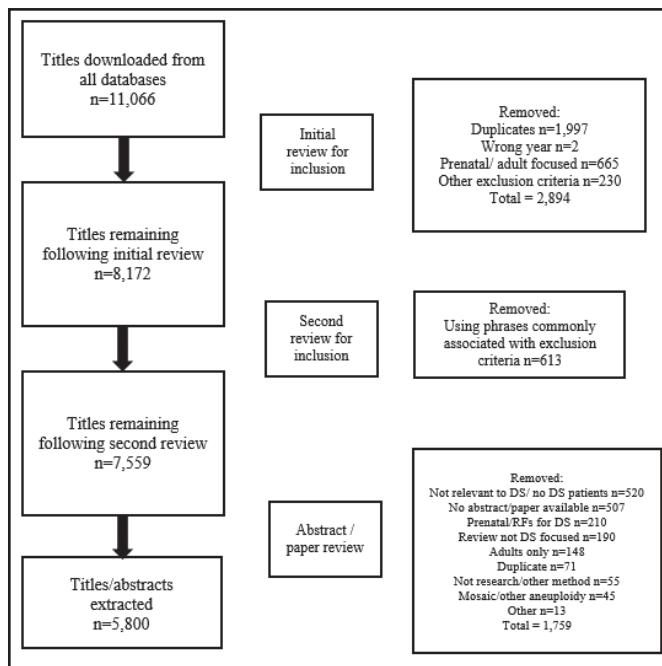 Titles downloaded from
all databases
n=11,066
Initial
review for
inclusion
Removed:
Duplicates n=1,997
Wrong year n=2
Prenatal/ adult focused n=665
Other exclusion criteria n=230
Total = 2,894
Titles remaining
following initial review
n=8,172
Second
review for
inclusion
Removed:
Using phrases commonly
associated with exclusion
criteria n=613
Titles remaining
following second review
n=7,559
Abstract /
paper review
Removed:
Not relevant to DS/ no DS patients n=520
No abstract/paper available n=507
Prenatal/RFs for DS n=210
Review not DS focused n=190
Adults only n=148
Duplicate n=71
Not research/other method n=55
Mosaic/other aneuploidy n=45
Other n=13
Total = 1,759
Titles/abstracts
extracted
n=5,800